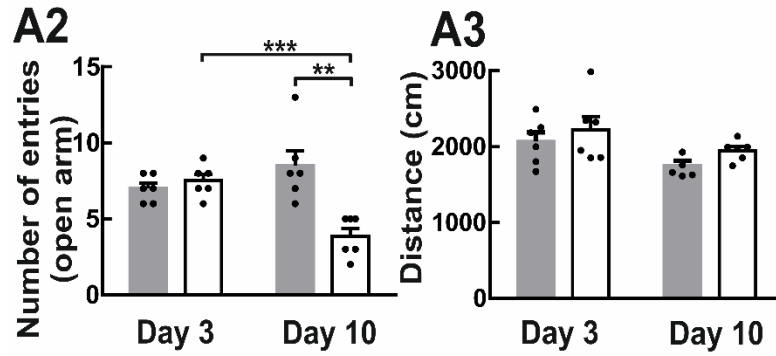 A2
Number of entries
(open arm)
15
10
5
0
***
**
Day 3
Day 10
A3
Distance (cm)
3000
2000
1000
0
Day 3
Day 10